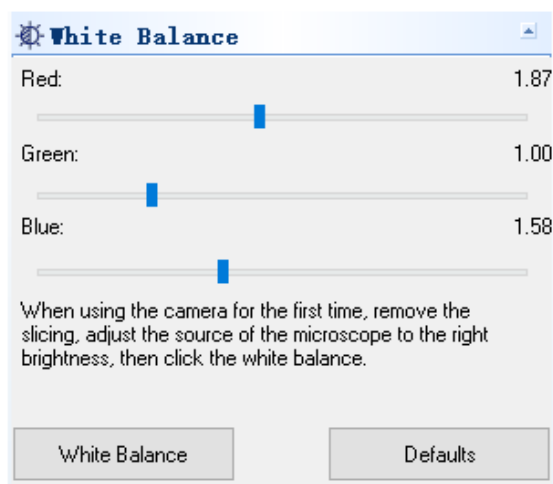 White Balance
Red: 1.87
Green: 1.00
Blue: 1.58
When using the camera for the first time, remove the
slicing, adjust the source of the microscope to the right
brightness, then click the white balance.
White Balance Defaults